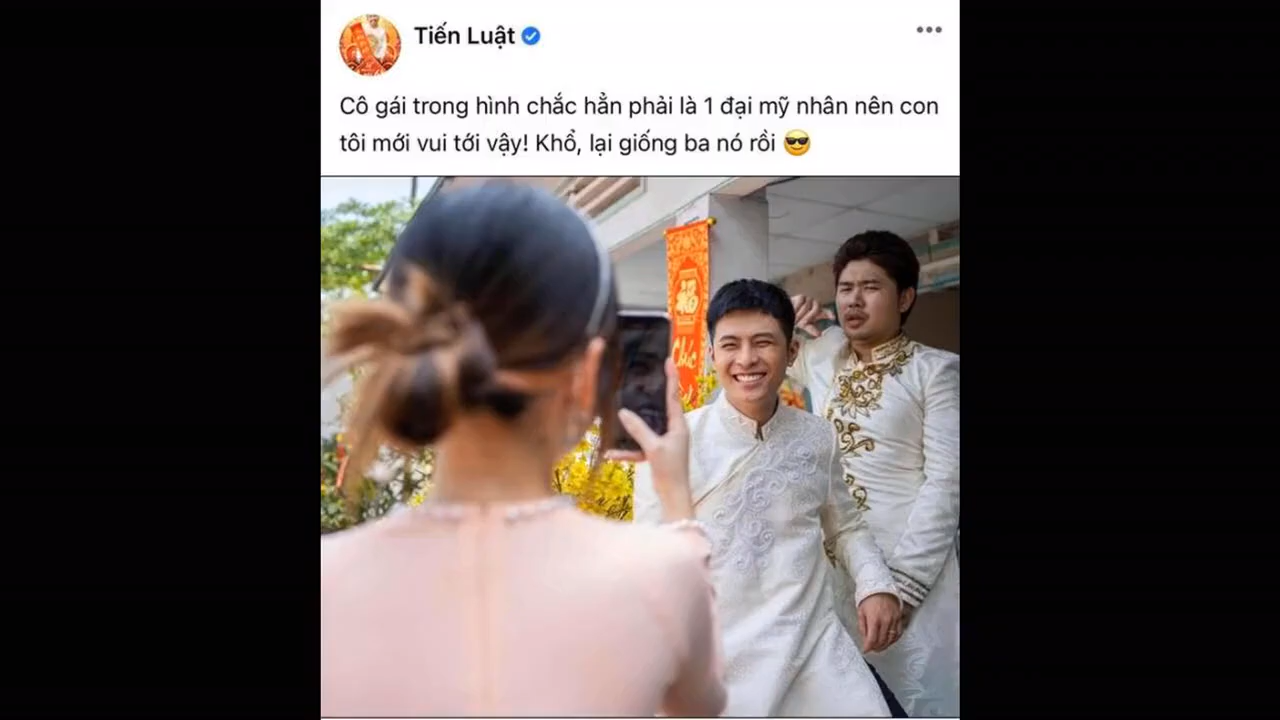 Tiến Luật
Cô gái trong hình chắc hẳn phải là 1 đại mỹ nhân nên con
tôi mới vui tới vậy! Khổ, lại giống ba nó rồi 😎
Chúc